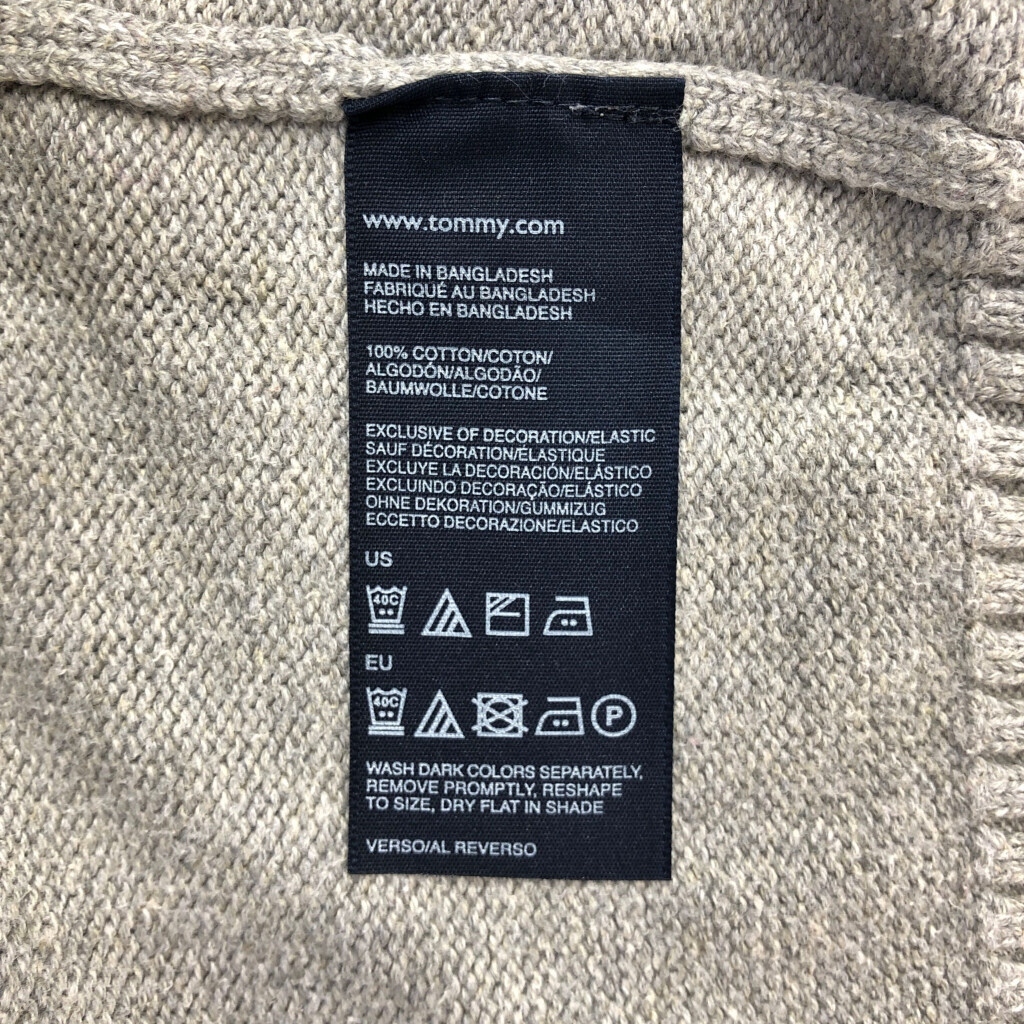 www.tommy.com
MADE IN BANGLADESH
FABRIQUÉ AU BANGLADESH
HECHO EN BANGLADESH
100% COTTON/COTON/
ALGODÓN/ALGODÃO/
BAUMWOLLE/COTONE
EXCLUSIVE OF DECORATION/ELASTIC
SAUF DÉCORATION/ÉLASTIQUE
EXCLUYE LA DECORACIÓN/ELÁSTICO
EXCLUINDO DECORAÇÃO/ELÁSTICO
OHNE DEKORATION/GUMMIZUG
ECCETTO DECORAZIONE/ELASTICO
US
40C
EU
40C P
WASH DARK COLORS SEPARATELY,
REMOVE PROMPTLY, RESHAPE
TO SIZE, DRY FLAT IN SHADE
VERSO/AL REVERSO